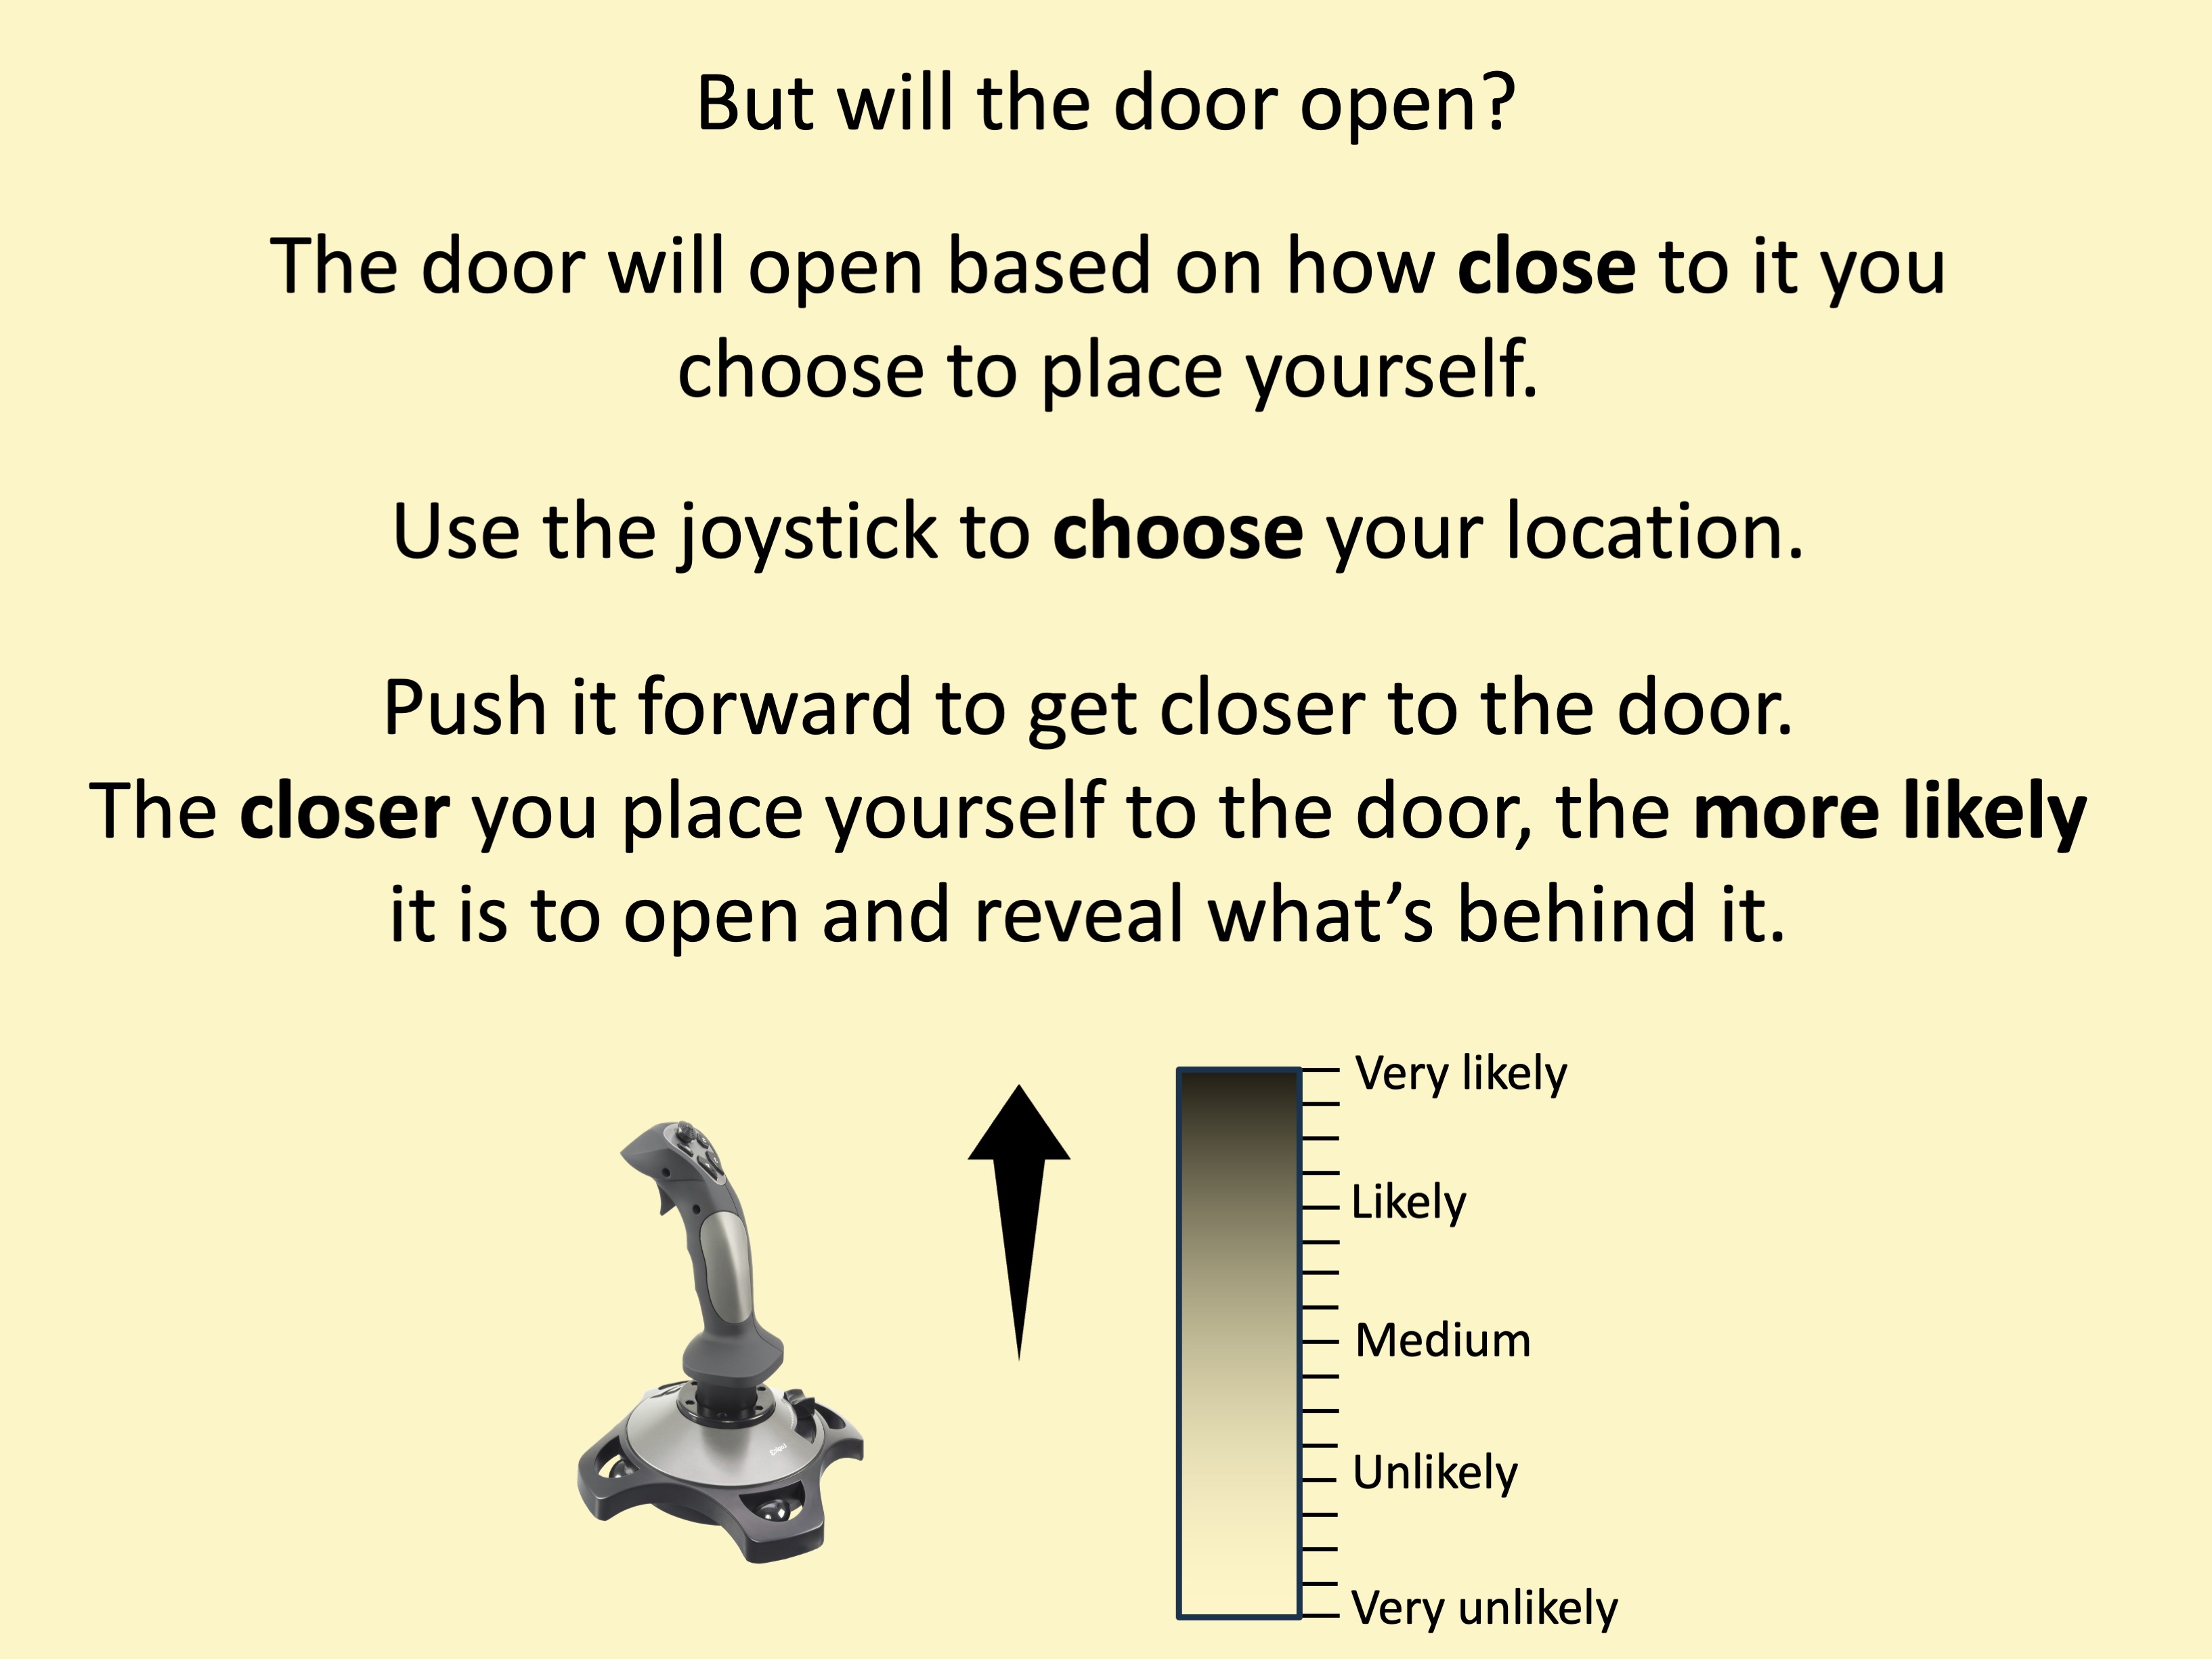 But will the door open?
The door will open based on how close to it you
choose to place yourself.
Use the joystick to choose your location.
Push it forward to get closer to the door.
The closer you place yourself to the door, the more likely
it is to open and reveal what’s behind it.
Very likely
Likely
Medium
Unlikely
Very unlikely